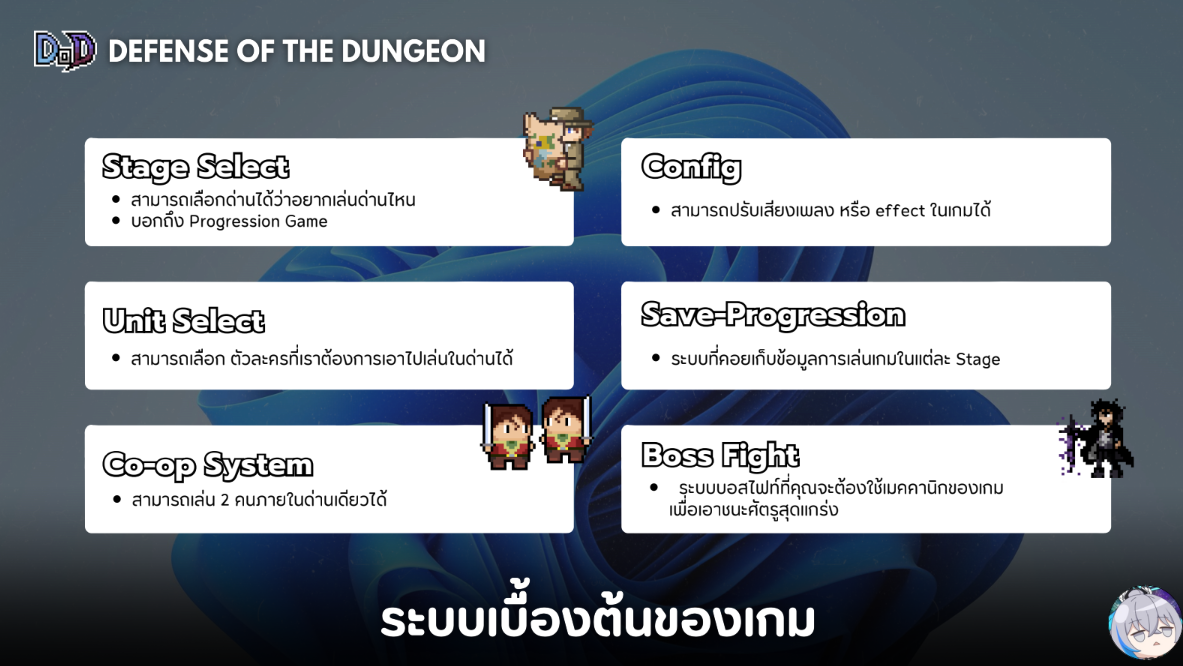 DoD DEFENSE OF THE DUNGEON
Stage Select
• สามารถเลือกด่านได้ว่าอยากเล่นด่านไหน
• บอกถึง Progression Game
Config
• สามารถปรับเสียงเพลง หรือ effect ในเกมได้
Unit Select
• สามารถเลือก ตัวละครที่เราต้องการเอาไปเล่นในด่านได้
Save-Progression
• ระบบที่คอยเก็บข้อมูลการเล่นเกมในแต่ละ Stage
Co-op System
• สามารถเล่น 2 คนภายในด่านเดียวได้
Boss Fight
• ระบบบอสไฟท์ที่คุณจะต้องใช้เมคคานิกของเกม
เพื่อเอาชนะศัตรูสุดแกร่ง
ระบบเบื้องต้นของเกม